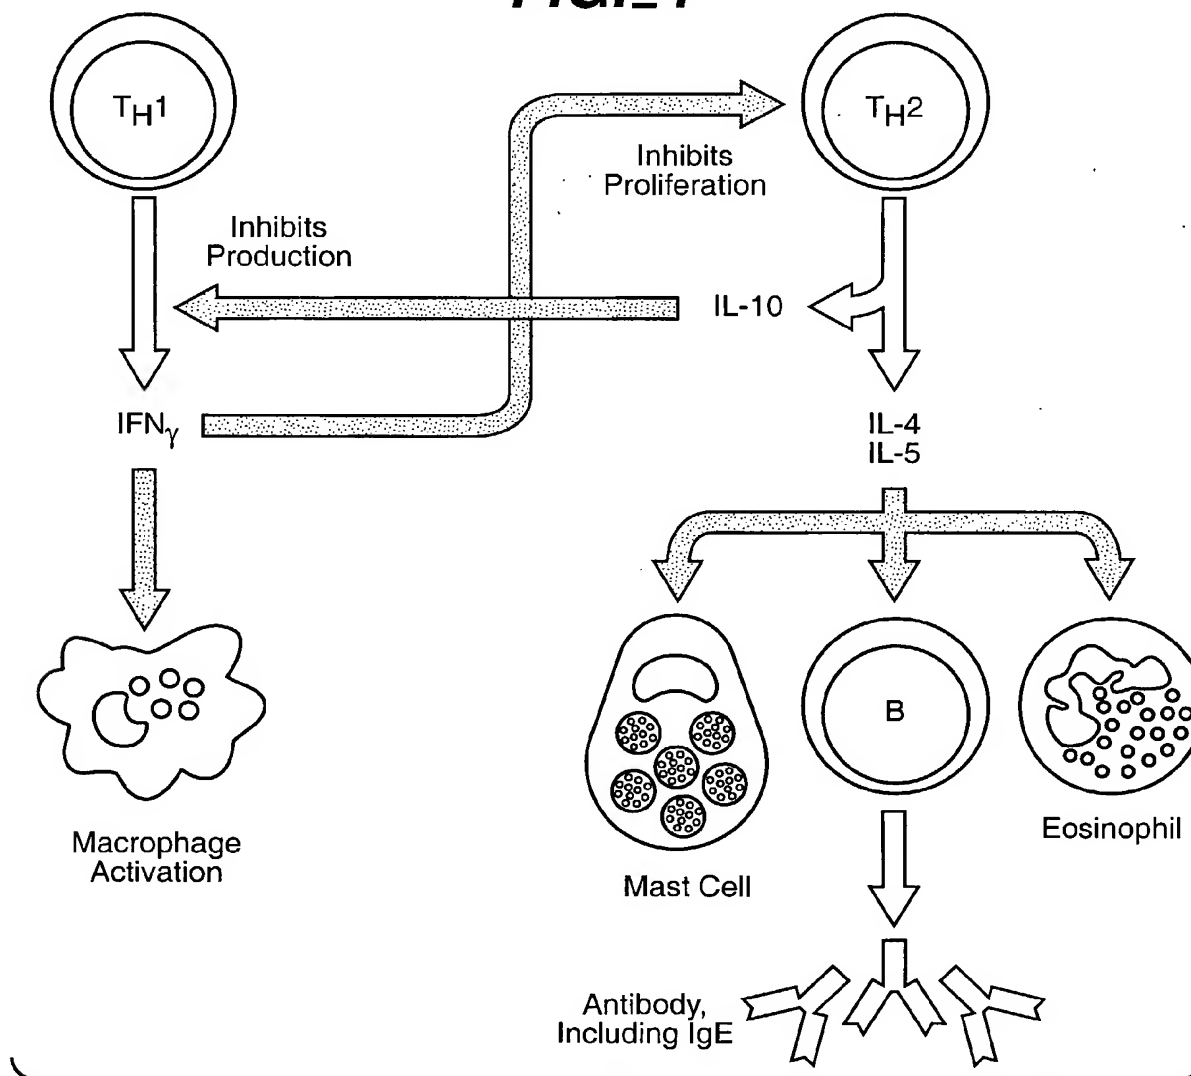 TH1
TH2
Inhibits
Proliferation
Inhibits
Production
IL-10
IFNγ
IL-4
IL-5
B
Macrophage
Activation
Mast Cell
Eosinophil
Antibody,
Including IgE